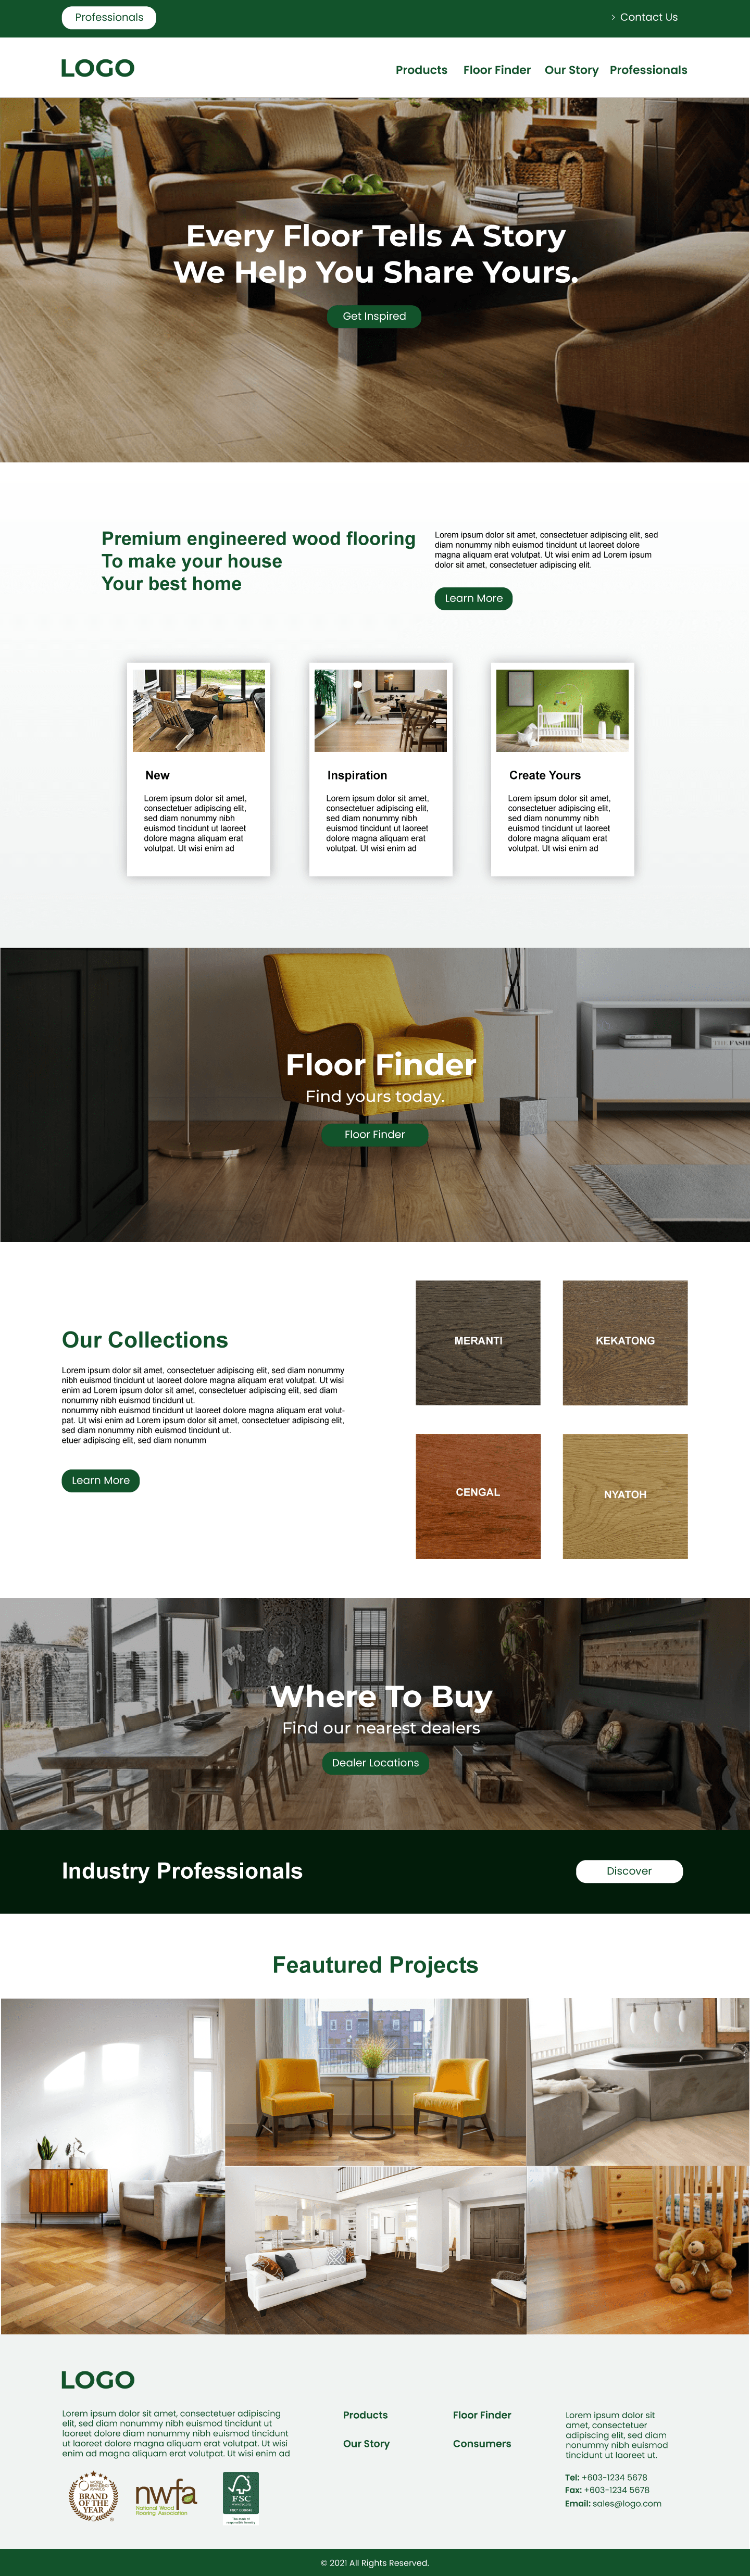 Professionals
Contact Us
LOGO
Products Floor Finder Our Story Professionals
Every Floor Tells A Story
We Help You Share Yours.
Get Inspired
Premium engineered wood flooring
To make your house
Your best home
Lorem ipsum dolor sit amet, consectetuer adipiscing elit, sed
diam nonummy nibh euismod tincidunt ut laoreet dolore
magna aliquam erat volutpat. Ut wisi enim ad Lorem ipsum
dolor sit amet, consectetuer adipiscing elit.
Learn More
New
Lorem ipsum dolor sit amet,
consectetuer adipiscing elit,
sed diam nonummy nibh
euismod tincidunt ut laoreet
dolore magna aliquam erat
volutpat. Ut wisi enim ad
Inspiration
Lorem ipsum dolor sit amet,
consectetuer adipiscing elit,
sed diam nonummy nibh
euismod tincidunt ut laoreet
dolore magna aliquam erat
volutpat. Ut wisi enim ad
Create Yours
Lorem ipsum dolor sit amet,
consectetuer adipiscing elit,
sed diam nonummy nibh
euismod tincidunt ut laoreet
dolore magna aliquam erat
volutpat. Ut wisi enim ad
THE FASH
Floor Finder
Find yours today.
Floor Finder
Our Collections
Lorem ipsum dolor sit amet, consectetuer adipiscing elit, sed diam nonummy
nibh euismod tincidunt ut laoreet dolore magna aliquam erat volutpat. Ut wisi
enim ad Lorem ipsum dolor sit amet, consectetuer adipiscing elit, sed diam
nonummy nibh euismod tincidunt ut.
nonummy nibh euismod tincidunt ut laoreet dolore magna aliquam erat volut-
pat. Ut wisi enim ad Lorem ipsum dolor sit amet, consectetuer adipiscing elit,
sed diam nonummy nibh euismod tincidunt ut.
etuer adipiscing elit, sed diam nonumm
Learn More
MERANTI
KEKATONG
CENGAL
NYATOH
Where To Buy
Find our nearest dealers
Dealer Locations
Industry Professionals
Discover
Feautured Projects
LOGO
Lorem ipsum dolor sit amet, consectetuer adipiscing
elit, sed diam nonummy nibh euismod tincidunt ut
laoreet dolore diam nonummy nibh euismod tincidunt
ut laoreet dolore magna aliquam erat volutpat. Ut wisi
enim ad magna aliquam erat volutpat. Ut wisi enim ad
BRAND
OF THE
YEAR
nwfa
National Wood
Flooring Association
FSC
www.fsc.org
The mark of
responsible forestry
Products
Floor Finder
Our Story
Consumers
Lorem ipsum dolor sit
amet, consectetuer
adipiscing elit, sed diam
nonummy nibh euismod
tincidunt ut laoreet ut.
Tel: +603-1234 5678
Fax: +603-1234 5678
Email: sales@logo.com
© 2021 All Rights Reserved.